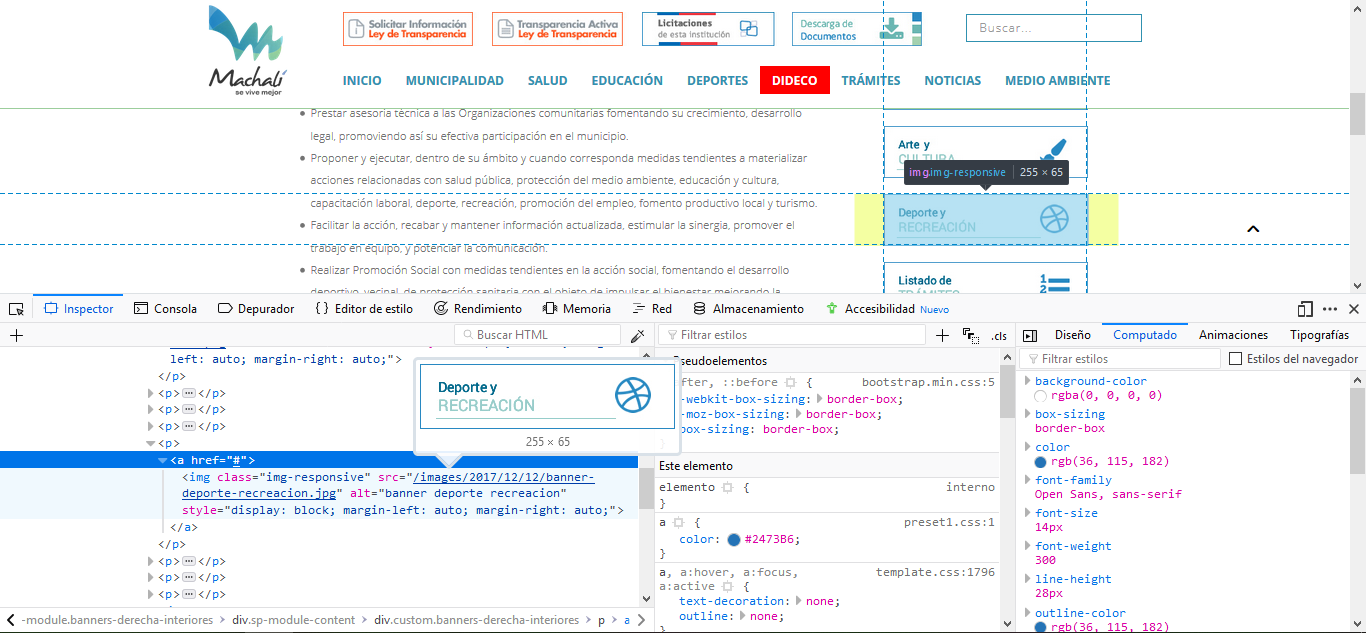 Solicitar Información
Ley de Transparencia
Transparencia Activa
Ley de Transparencia
Licitaciones
de esta institución
Descarga de
Documentos
Buscar...
Machalí
se vive mejor
INICIO MUNICIPALIDAD SALUD EDUCACIÓN DEPORTES DIDECO TRÁMITES NOTICIAS MEDIO AMBIENTE
Prestar asesoría técnica a las Organizaciones comunitarias fomentando su crecimiento, desarrollo
legal, promoviendo así su efectiva participación en el municipio.
Proponer y ejecutar, dentro de su ámbito y cuando corresponda medidas tendientes a materializar
acciones relacionadas con salud pública, protección del medio ambiente, educación y cultura,
capacitación laboral, deporte, recreación, promoción del empleo, fomento productivo local y turismo.
Facilitar la acción, recabar y mantener información actualizada, estimular la sinergia, promover el
trabajo en equipo, y potenciar la comunicación.
Realizar Promoción Social con medidas tendientes en la acción social, fomentando el desarrollo
deportivo, vecinal, de protección sanitaria con el objeto de impulsar el bienestar mejorando la
Arte y
CULTURA
img.img-responsive 255 × 65
Deporte y
RECREACIÓN
Listado de
TRÁMITES
1
2
Inspector Consola Depurador {} Editor de estilo Rendimiento Memoria Red Almacenamiento Accesibilidad Nuevo
+ Buscar HTML
left: auto; margin-right: auto;">
</p>
<p> ··· </p>
<p> ··· </p>
<p> ··· </p>
<p>
<a href="#">
<img class="img-responsive" src="/images/2017/12/12/banner-
deporte-recreacion.jpg" alt="banner deporte recreacion"
style="display: block; margin-left: auto; margin-right: auto;">
</a>
</p>
<p> ··· </p>
<p> ··· </p>
<p> ··· </p>
Deporte y
RECREACIÓN
255 × 65
-module.banners-derecha-interiores > div.sp-module-content > div.custom.banners-derecha-interiores > p > a
Filtrar estilos + .cls
seudoelementos
fter, ::before { bootstrap.min.css:5
-webkit-box-sizing: border-box;
-moz-box-sizing: border-box;
box-sizing: border-box;
Este elemento
elemento { interno
}
a { preset1.css:1
color: #2473B6;
}
a, a:hover, a:focus, template.css:1796
a:active {
text-decoration: none;
outline: none;
}
Diseño Computado Animaciones Tipografías
Filtrar estilos Estilos del navegador
background-color
rgba(0, 0, 0, 0)
box-sizing
border-box
color
rgb(36, 115, 182)
font-family
Open Sans, sans-serif
font-size
14px
font-weight
300
line-height
28px
outline-color
rgb(36, 115, 182)